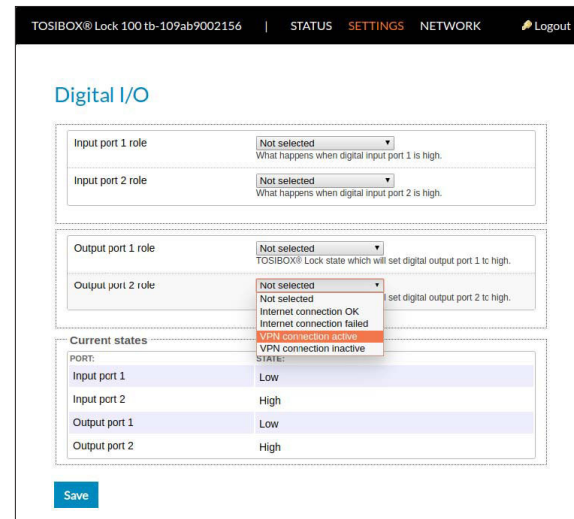 TOSIBOX® Lock 100 tb-109ab9002156 | STATUS SETTINGS NETWORK Logout
Digital I/O
Input port 1 role Not selected
What happens when digital input port 1 is high.
Input port 2 role Not selected
What happens when digital input port 2 is high.
Output port 1 role Not selected
TOSIBOX® Lock state which will set digital output port 1 to high.
Output port 2 role Not selected
set digital output port 2 to high.
Not selected
Internet connection OK
Internet connection failed
VPN connection active
VPN connection inactive
Current states
PORT: STATE:
Input port 1 Low
Input port 2 High
Output port 1 Low
Output port 2 High
Save